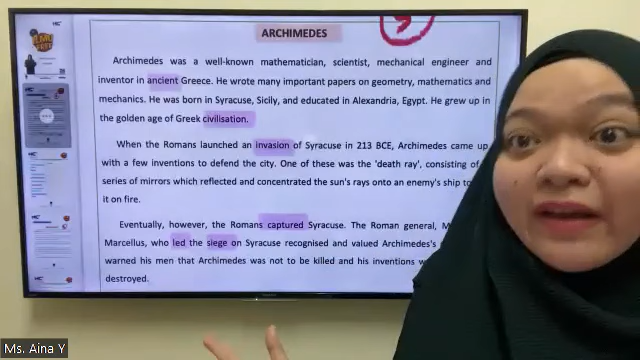 ARCHIMEDES
Archimedes was a well-known mathematician, scientist, mechanical engineer and
inventor in ancient Greece. He wrote many important papers on geometry, mathematics and
mechanics. He was born in Syracuse, Sicily, and educated in Alexandria, Egypt. He grew up in
the golden age of Greek civilisation.
When the Romans launched an invasion of Syracuse in 213 BCE, Archimedes came up
with a few inventions to defend the city. One of these was the 'death ray', consisting of
series of mirrors which reflected and concentrated the sun's rays onto an enemy's ship to
it on fire.
Eventually, however, the Romans captured Syracuse. The Roman general,
Marcellus, who led the siege on Syracuse recognised and valued Archimedes's
warned his men that Archimedes was not to be killed and his inventions
destroyed.
Ms. Aina Y